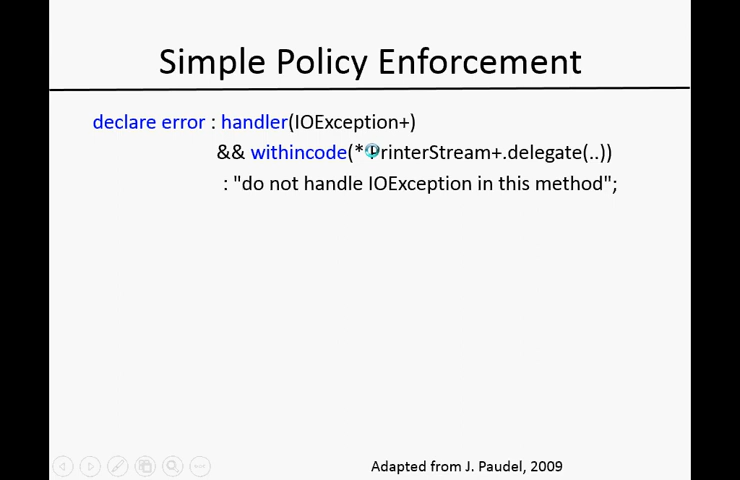 Simple Policy Enforcement
declare error : handler(IOException+)
&& withincode(* PrinterStream+.delegate(..))
: "do not handle IOException in this method";
Adapted from J. Paudel, 2009